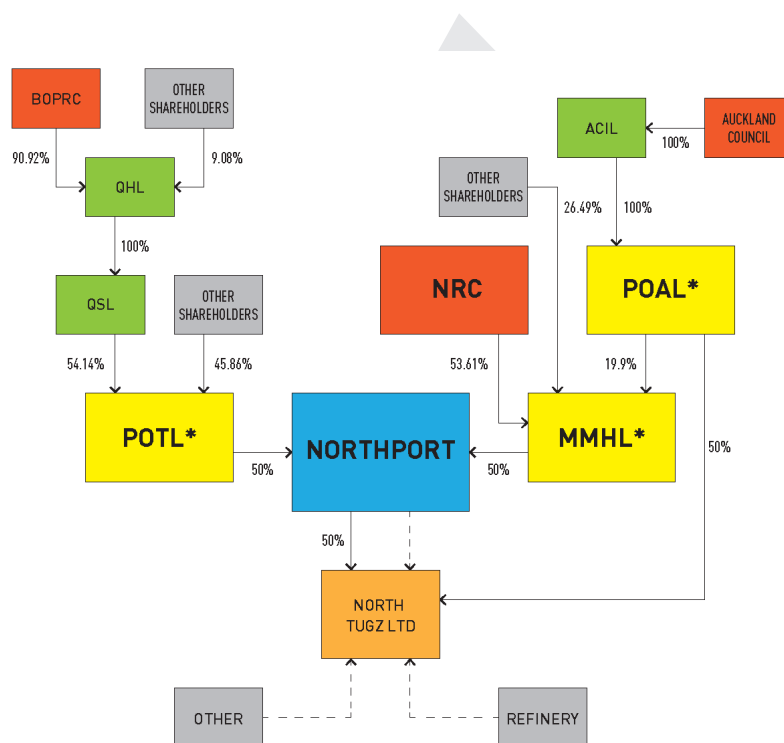 BOPRC
OTHER
SHAREHOLDERS
ACIL
AUCKLAND
COUNCIL
100%
90.92%
9.08%
QHL
OTHER
SHAREHOLDERS
26.49%
100%
100%
NRC
POAL*
QSL
OTHER
SHAREHOLDERS
54.14%
45.86%
53.61%
19.9%
POTL*
NORTHPORT
MMHL*
50%
50%
50%
50%
NORTH
TUGZ LTD
OTHER
REFINERY